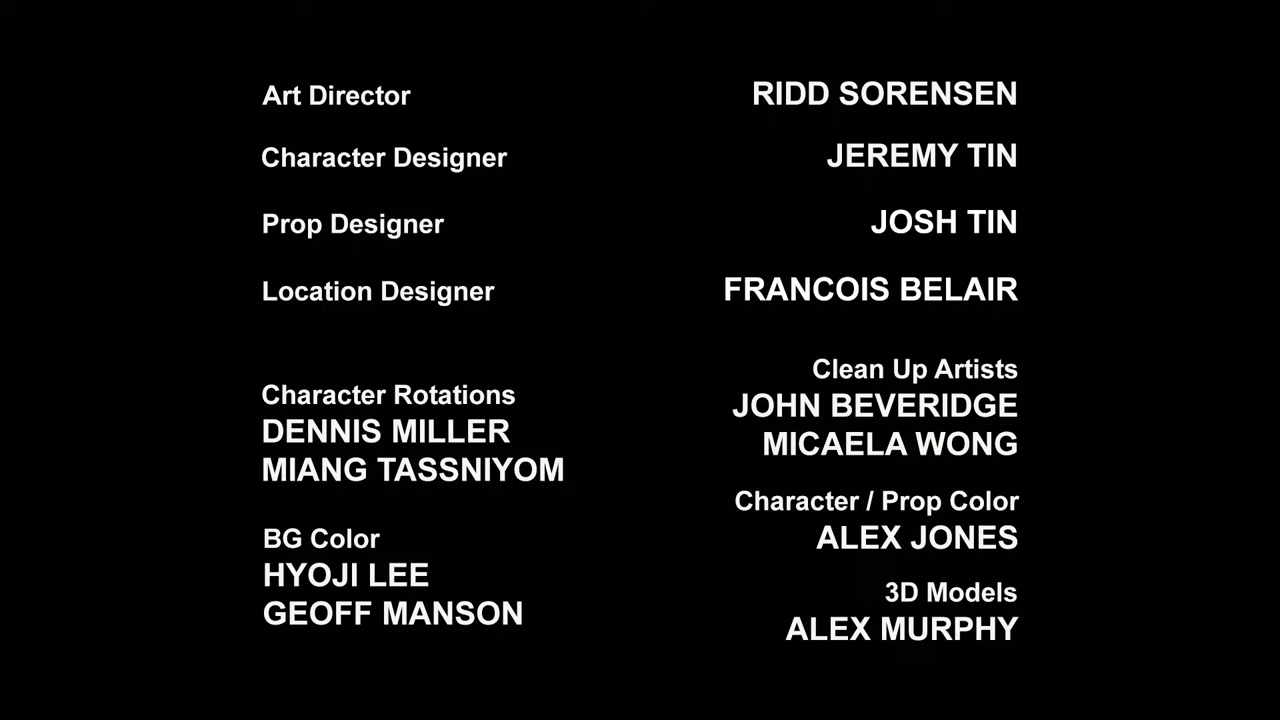 Art Director RIDD SORENSEN
Character Designer JEREMY TIN
Prop Designer JOSH TIN
Location Designer FRANCOIS BELAIR
Character Rotations
DENNIS MILLER
MIANG TASSNIYOM
BG Color
HYOJI LEE
GEOFF MANSON
Clean Up Artists
JOHN BEVERIDGE
MICAELA WONG
Character / Prop Color
ALEX JONES
3D Models
ALEX MURPHY